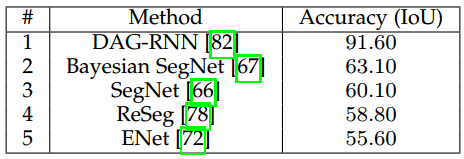 # Method Accuracy (IoU)
1 DAG-RNN [82] 91.60
2 Bayesian SegNet [67] 63.10
3 SegNet [66] 60.10
4 ReSeg [78] 58.80
5 ENet [72] 55.60